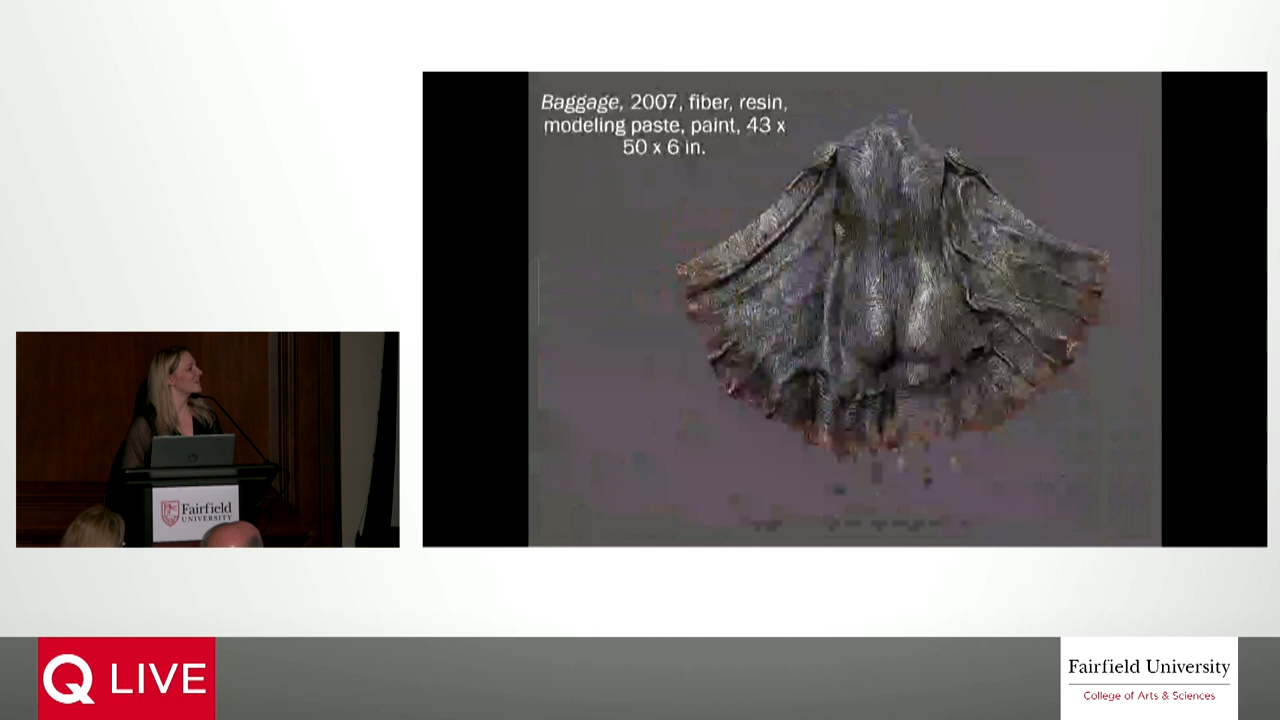 Baggage, 2007, fiber, resin,
modeling paste, paint, 43 x
50 x 6 in.
Fairfield
UNIVERSITY
Q LIVE
Fairfield University
College of Arts & Sciences